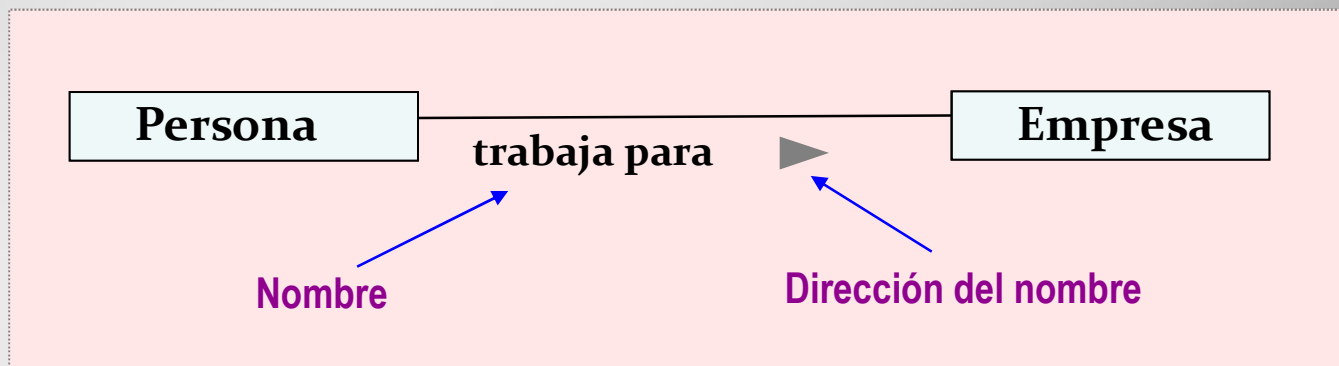 Persona
Empresa
trabaja para
Nombre
Dirección del nombre